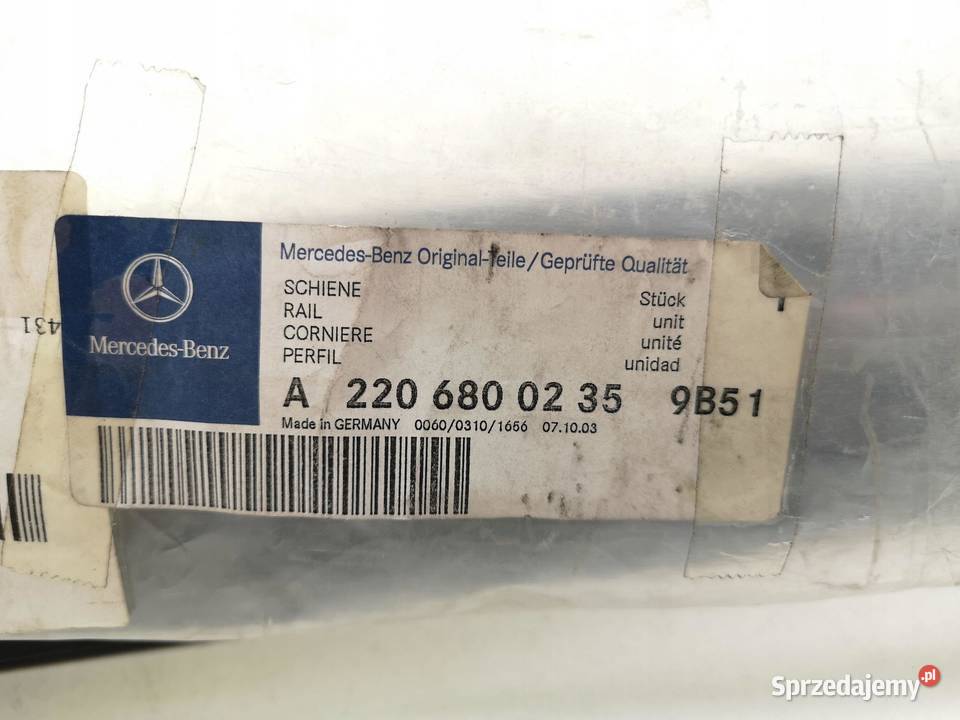 Mercedes-Benz Original-Teile/Geprüfte Qualität
SCHIENE
RAIL
CORNIERE
PERFIL
Stück
unit
unité
unidad
Mercedes-Benz
A 220 680 02 35 9B51
Made in GERMANY 0060/0310/1656 07.10.03
431
Sprzedajemy.pl